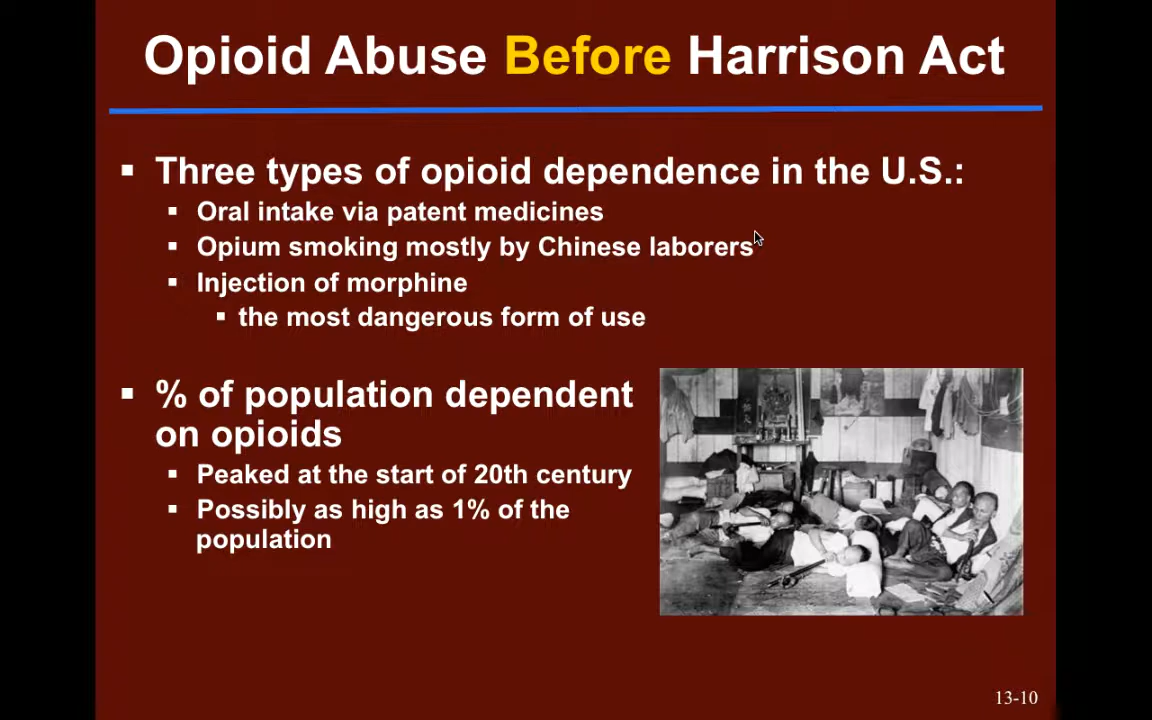 Opioid Abuse Before Harrison Act
▪ Three types of opioid dependence in the U.S.:
▪ Oral intake via patent medicines
▪ Opium smoking mostly by Chinese laborers
▪ Injection of morphine
▪ the most dangerous form of use
▪ % of population dependent
on opioids
▪ Peaked at the start of 20th century
▪ Possibly as high as 1% of the
population
13-10